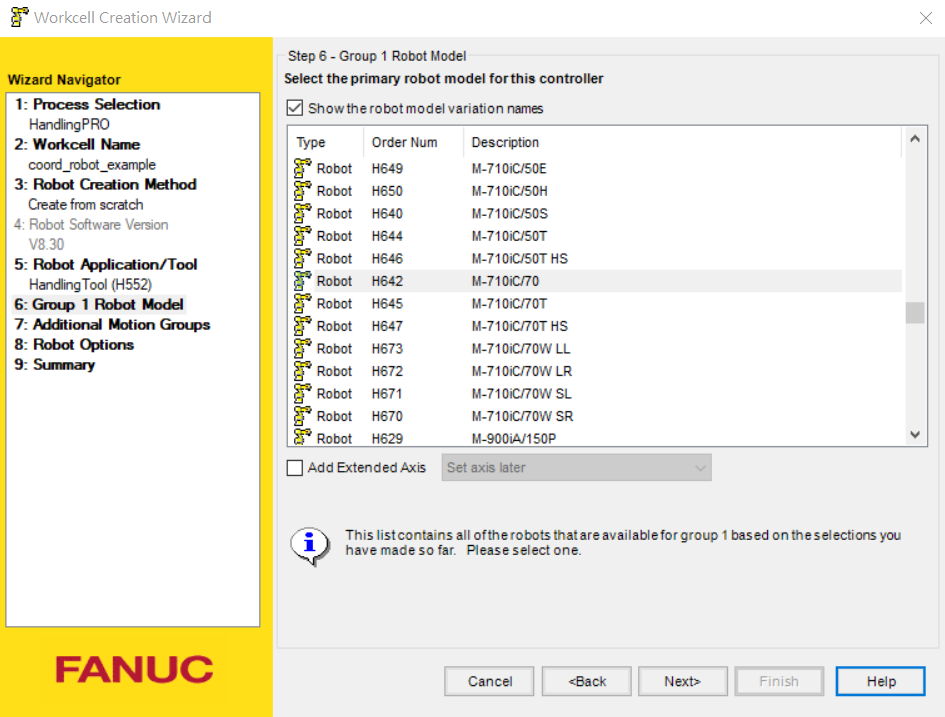 Workcell Creation Wizard
Wizard Navigator
1: Process Selection
HandlingPRO
2: Workcell Name
coord_robot_example
3: Robot Creation Method
Create from scratch
4: Robot Software Version
V8.30
5: Robot Application/Tool
HandlingTool (H552)
6: Group 1 Robot Model
7: Additional Motion Groups
8: Robot Options
9: Summary
FANUC
Step 6 - Group 1 Robot Model
Select the primary robot model for this controller
Show the robot model variation names
Type Order Num Description
Robot H649 M-710iC/50E
Robot H650 M-710iC/50H
Robot H640 M-710iC/50S
Robot H644 M-710iC/50T
Robot H646 M-710iC/50T HS
Robot H642 M-710iC/70
Robot H645 M-710iC/70T
Robot H647 M-710iC/70T HS
Robot H673 M-710iC/70W LL
Robot H672 M-710iC/70W LR
Robot H671 M-710iC/70W SL
Robot H670 M-710iC/70W SR
Robot H629 M-900iA/150P
Add Extended Axis Set axis later
This list contains all of the robots that are available for group 1 based on the selections you
have made so far. Please select one.
Cancel <Back Next> Finish Help